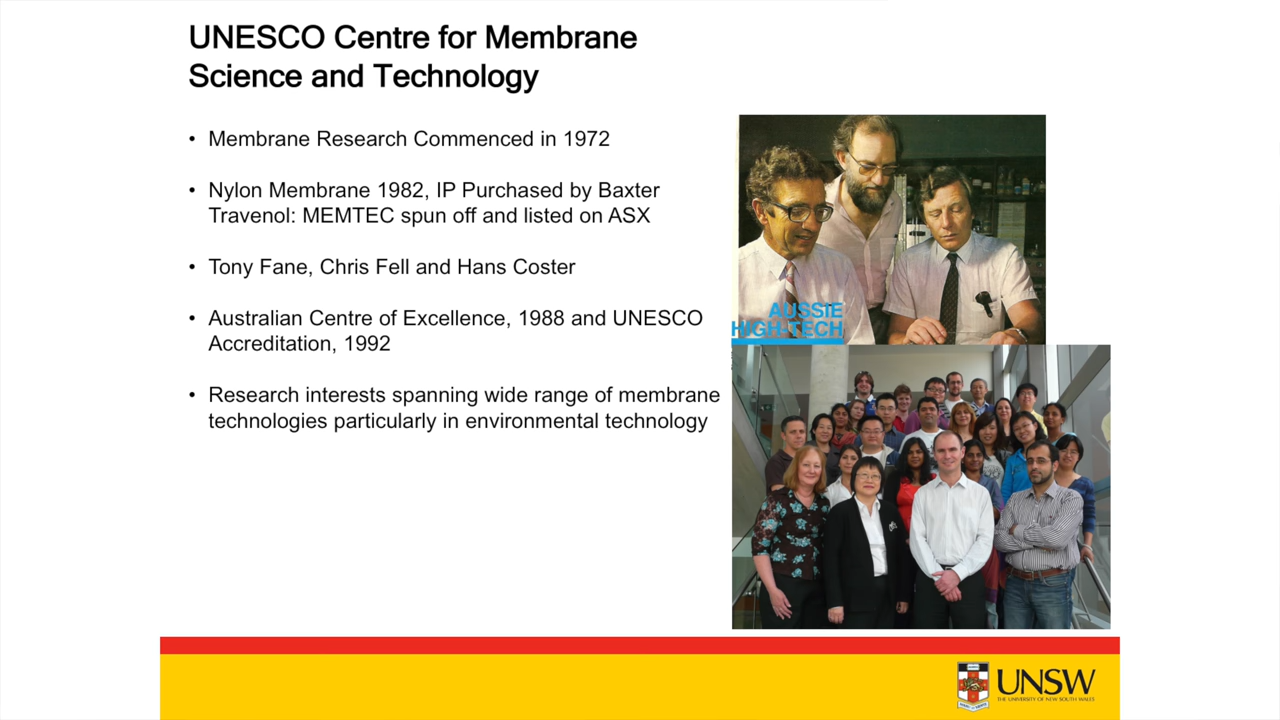 UNESCO Centre for Membrane
Science and Technology
• Membrane Research Commenced in 1972
• Nylon Membrane 1982, IP Purchased by Baxter
Travenol: MEMTEC spun off and listed on ASX
• Tony Fane, Chris Fell and Hans Coster
• Australian Centre of Excellence, 1988 and UNESCO
Accreditation, 1992
• Research interests spanning wide range of membrane
technologies particularly in environmental technology
AUSSIE
HIGH-TECH
UNSW
THE UNIVERSITY OF NEW SOUTH WALES